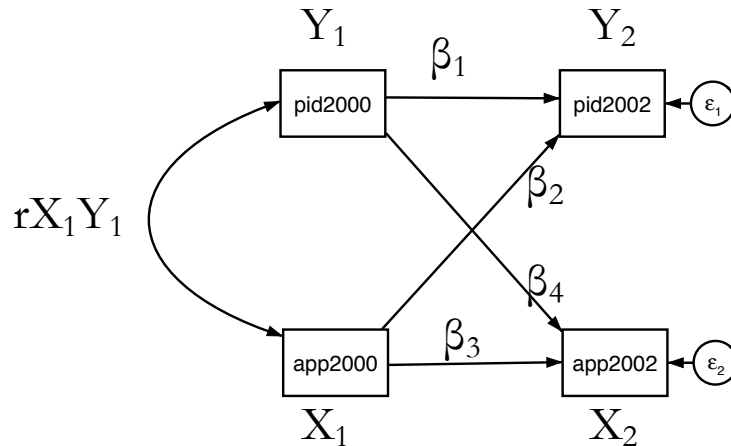 Y₁ Y₂
β₁
pid2000 pid2002 ε₁
β₂
rX₁Y₁
β₄
β₃
app2000 app2002 ε₂
X₁ X₂